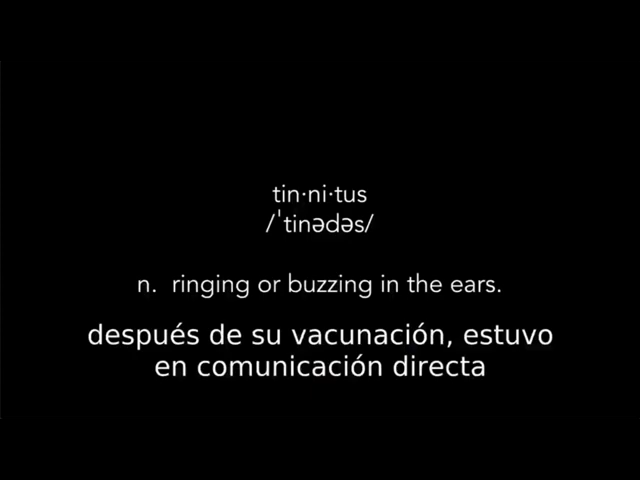 tin·ni·tus
/ˈtinədəs/
n. ringing or buzzing in the ears.
después de su vacunación, estuvo
en comunicación directa